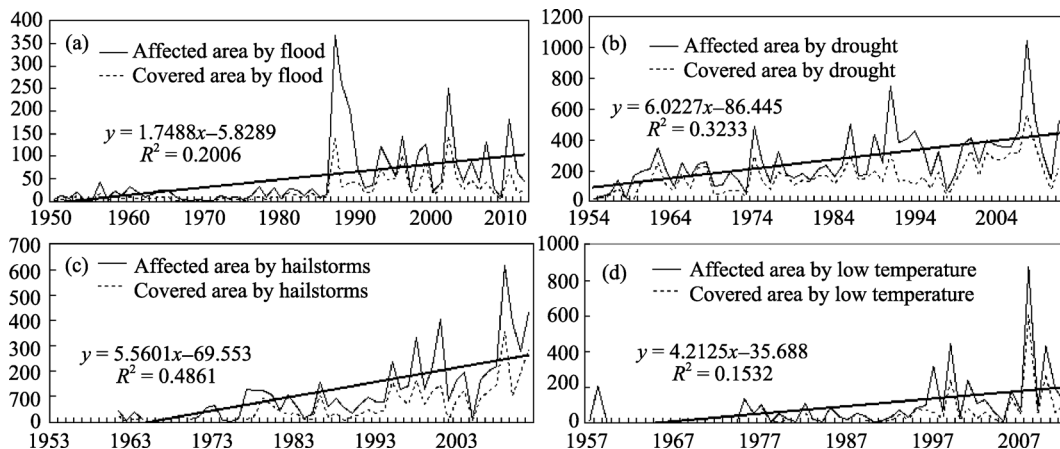 400
350
300
250
200
150
100
50
0
(a)
Affected area by flood
Covered area by flood
y = 1.7488x–5.8289
R² = 0.2006
1950 1960 1970 1980 1990 2000 2010
1200
1000
800
600
400
200
0
(b)
Affected area by drought
Covered area by drought
y = 6.0227x–86.445
R² = 0.3233
1954 1964 1974 1984 1994 2004
700
600
500
400
300
200
700
0
(c)
Affected area by hailstorms
Covered area by hailstorms
y = 5.5601x–69.553
R² = 0.4861
1953 1963 1973 1983 1993 2003
1000
800
600
400
200
0
(d)
Affected area by low temperature
Covered area by low temperature
y = 4.2125x–35.688
R² = 0.1532
1957 1967 1977 1987 1997 2007